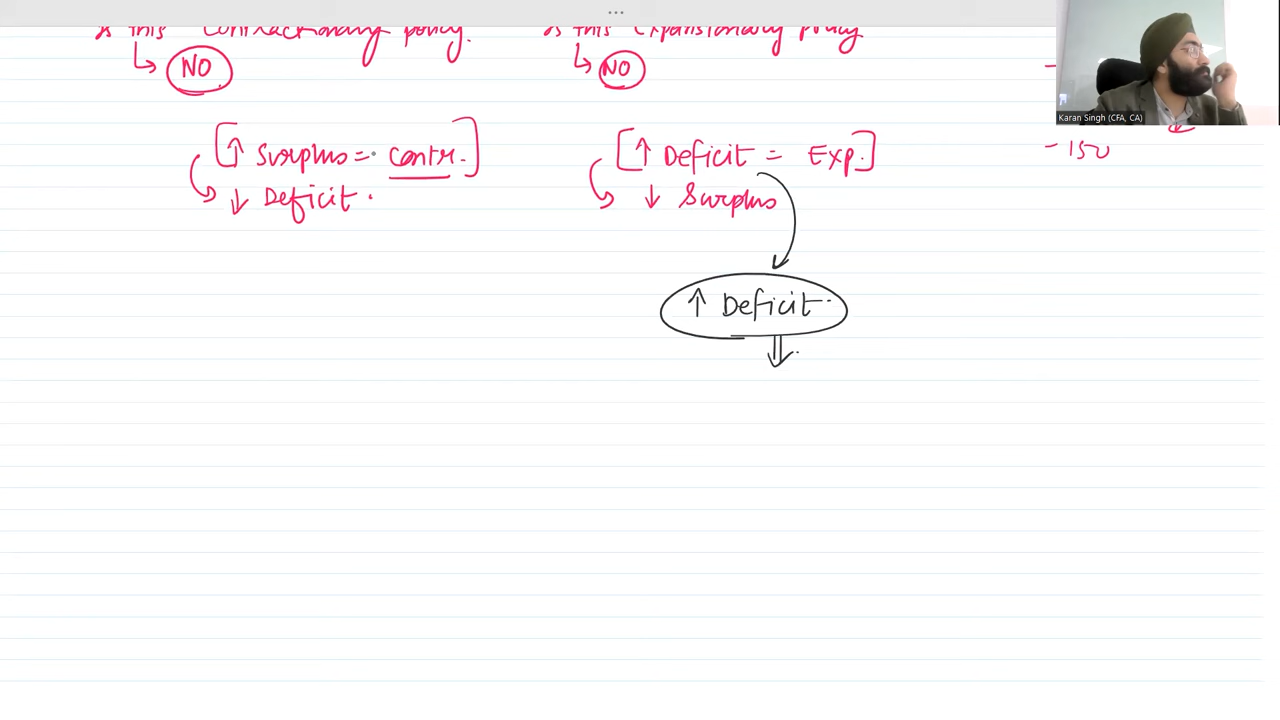 Is this Contractionary policy.
Is this Expansionary policy
NO
NO
Karan Singh (CFA, CA)
- 150
[↑ Surplus = Contr.]
↓ Deficit.
[↑ Deficit = Exp.]
↓ Surplus
↑ Deficit